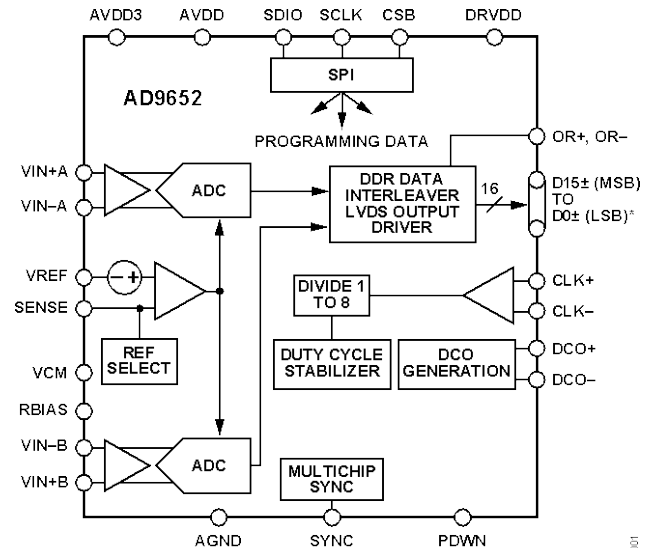 AVDD3 AVDD SDIO SCLK CSB DRVDD
SPI
AD9652
PROGRAMMING DATA
OR+, OR–
VIN+A
VIN–A
ADC
DDR DATA
INTERLEAVER
LVDS OUTPUT
DRIVER
16
D15± (MSB)
TO
D0± (LSB)*
VREF
SENSE
– +
REF
SELECT
DIVIDE 1
TO 8
CLK+
CLK–
DUTY CYCLE
STABILIZER
DCO
GENERATION
DCO+
DCO–
VCM
RBIAS
VIN–B
VIN+B
ADC
MULTICHIP
SYNC
AGND SYNC PDWN